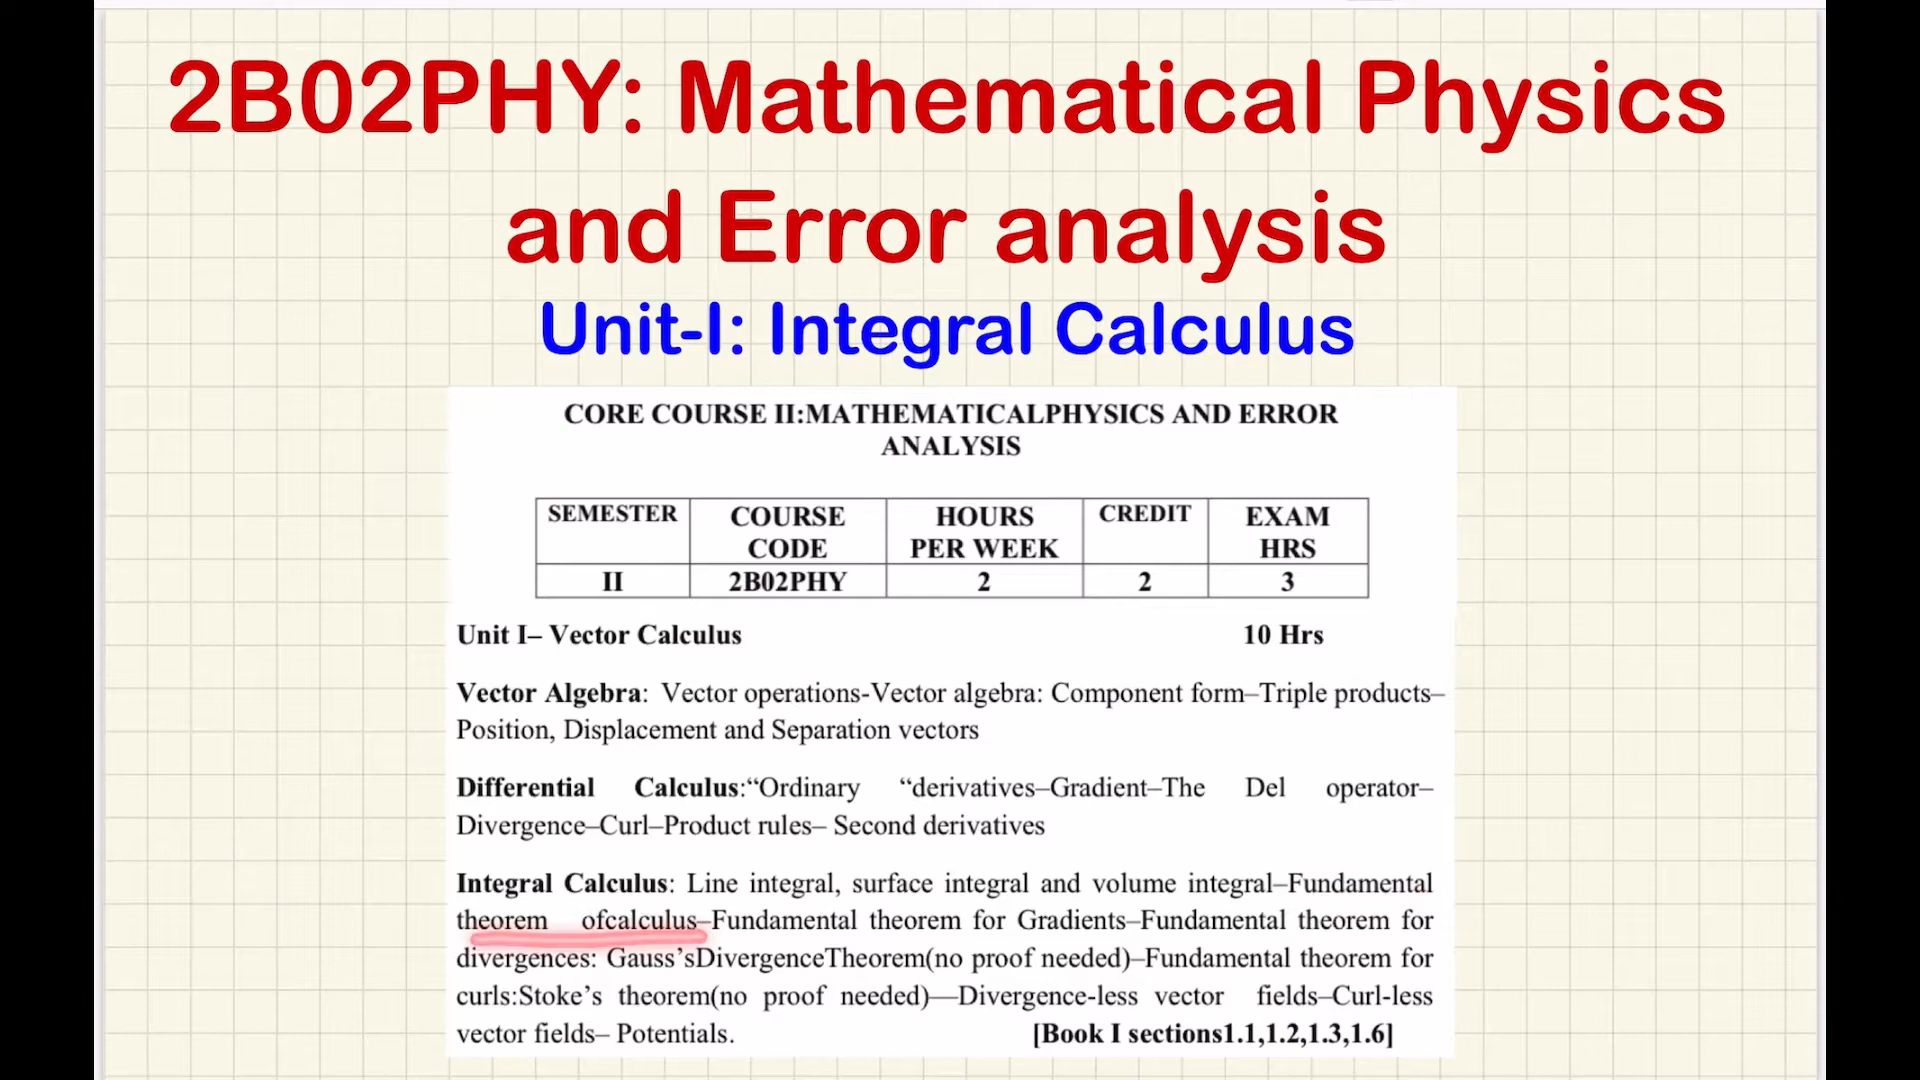 2B02PHY: Mathematical Physics
and Error analysis
Unit-I: Integral Calculus
CORE COURSE II:MATHEMATICALPHYSICS AND ERROR
ANALYSIS
SEMESTER COURSE CODE HOURS PER WEEK CREDIT EXAM HRS
II 2B02PHY 2 2 3
Unit I– Vector Calculus 10 Hrs
Vector Algebra: Vector operations-Vector algebra: Component form–Triple products–
Position, Displacement and Separation vectors
Differential Calculus:“Ordinary “derivatives–Gradient–The Del operator–
Divergence–Curl–Product rules– Second derivatives
Integral Calculus: Line integral, surface integral and volume integral–Fundamental
theorem ofcalculus–Fundamental theorem for Gradients–Fundamental theorem for
divergences: Gauss’sDivergenceTheorem(no proof needed)–Fundamental theorem for
curls:Stoke’s theorem(no proof needed)—Divergence-less vector fields–Curl-less
vector fields– Potentials. [Book I sections1.1,1.2,1.3,1.6]